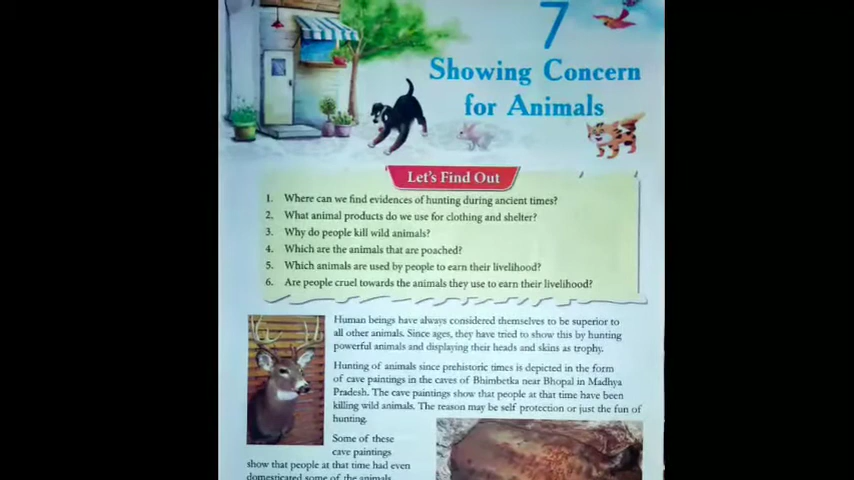 7
Showing Concern
for Animals
Let's Find Out
1. Where can we find evidences of hunting during ancient times?
2. What animal products do we use for clothing and shelter?
3. Why do people kill wild animals?
4. Which are the animals that are poached?
5. Which animals are used by people to earn their livelihood?
6. Are people cruel towards the animals they use to earn their livelihood?
Human beings have always considered themselves to be superior to
all other animals. Since ages, they have tried to show this by hunting
powerful animals and displaying their heads and skins as trophy.
Hunting of animals since prehistoric times is depicted in the form
of cave paintings in the caves of Bhimbetka near Bhopal in Madhya
Pradesh. The cave paintings show that people at that time have been
killing wild animals. The reason may be self protection or just the fun of
hunting.
Some of these
cave paintings
show that people at that time had even
domesticated some of the animals